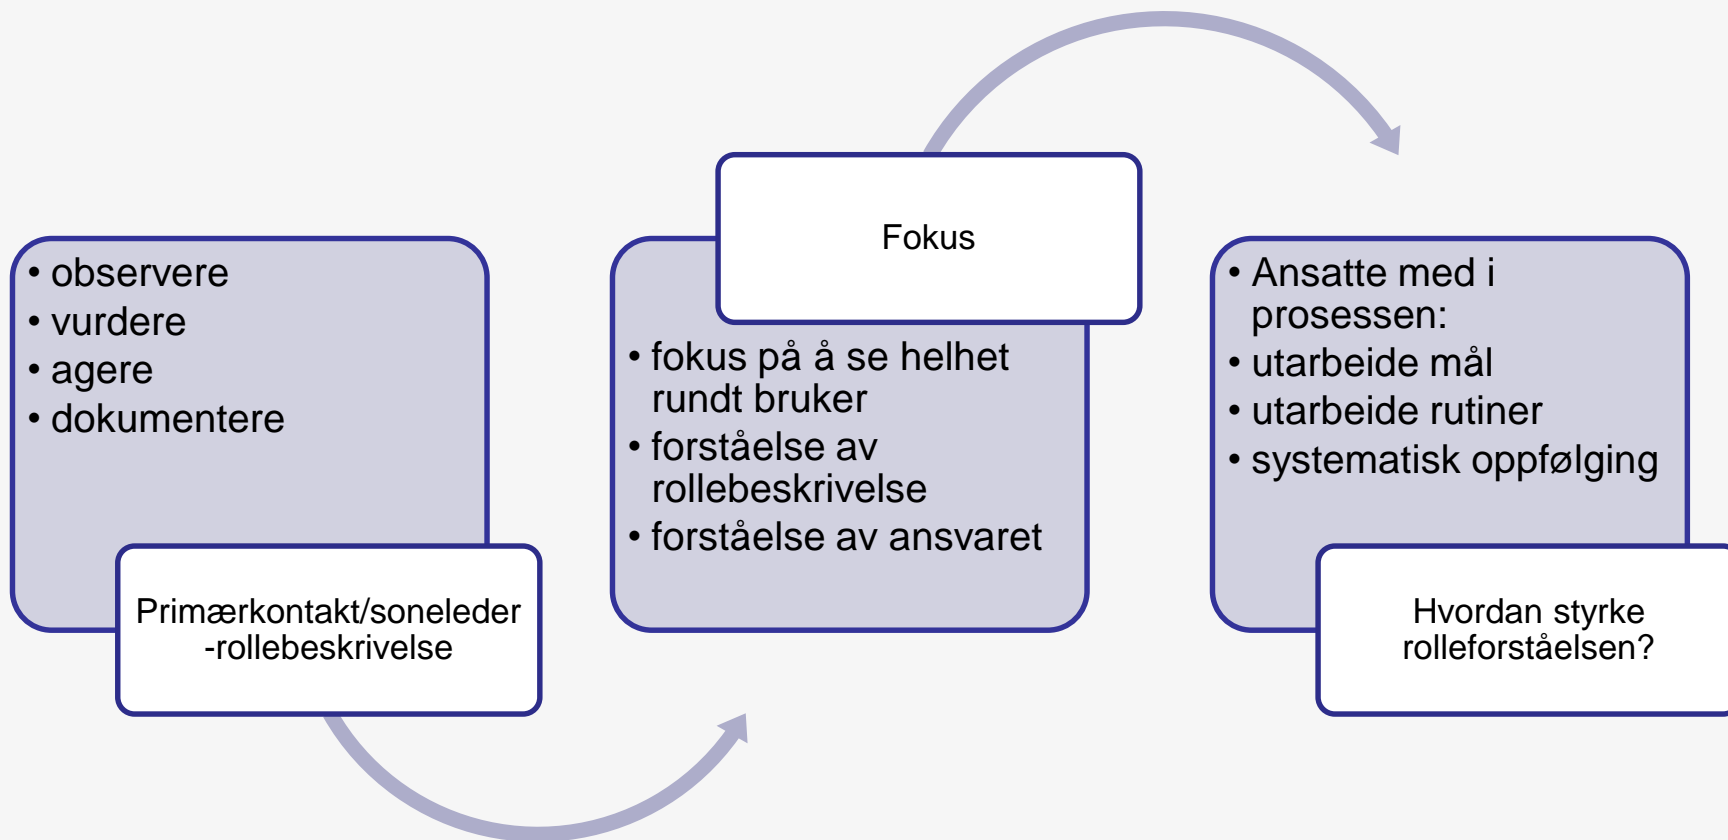 • observere
• vurdere
• agere
• dokumentere
Primærkontakt/soneleder
-rollebeskrivelse
Fokus
• fokus på å se helhet
rundt bruker
• forståelse av
rollebeskrivelse
• forståelse av ansvaret
• Ansatte med i
prosessen:
• utarbeide mål
• utarbeide rutiner
• systematisk oppfølging
Hvordan styrke
rolleforståelsen?